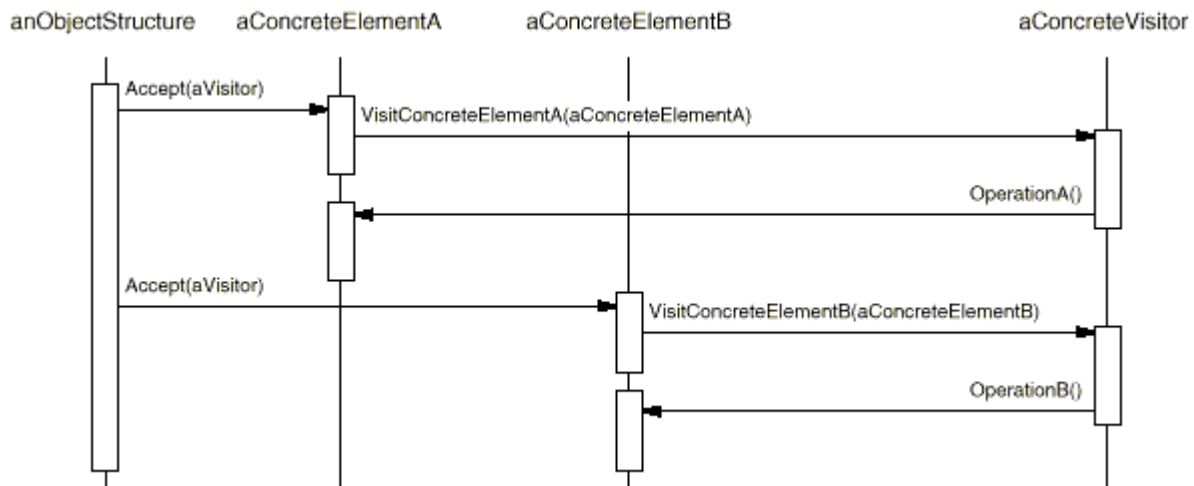 anObjectStructure aConcreteElementA aConcreteElementB aConcreteVisitor
Accept(aVisitor)
VisitConcreteElementA(aConcreteElementA)
OperationA()
Accept(aVisitor)
VisitConcreteElementB(aConcreteElementB)
OperationB()